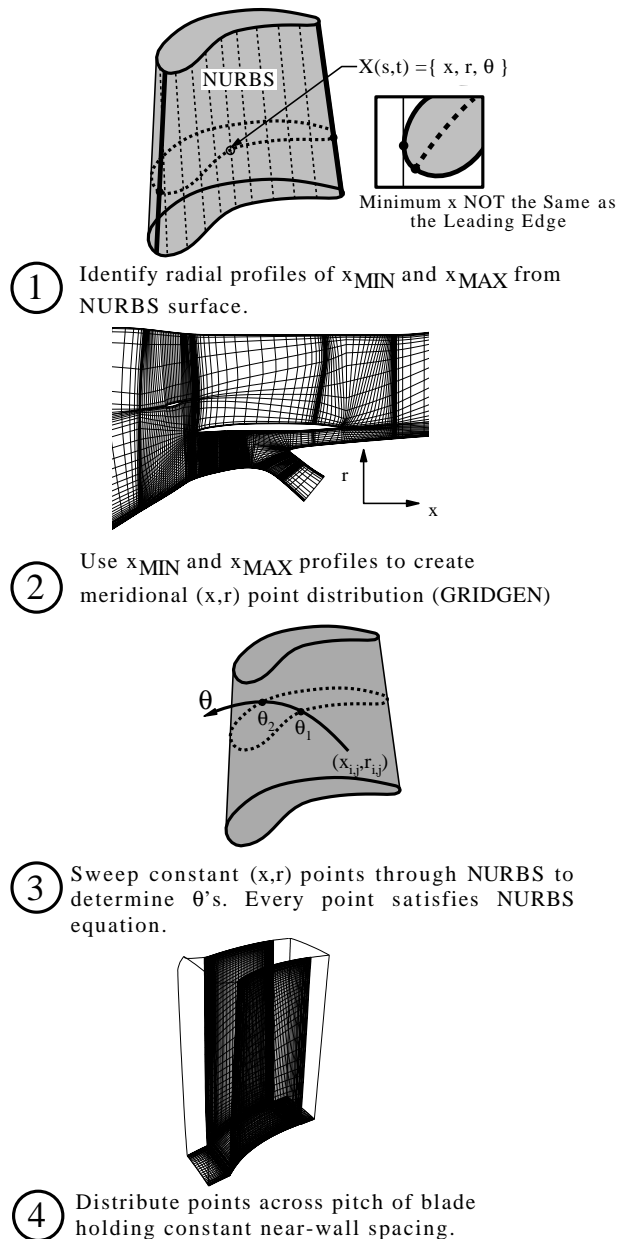 NURBS
X(s,t) ={ x, r, θ }
Minimum x NOT the Same as
the Leading Edge
1
Identify radial profiles of xMIN and xMAX from
NURBS surface.
r
x
2
Use xMIN and xMAX profiles to create
meridional (x,r) point distribution (GRIDGEN)
θ
θ2
θ1
(xi,j,ri,j)
3
Sweep constant (x,r) points through NURBS to
determine θ's. Every point satisfies NURBS
equation.
4
Distribute points across pitch of blade
holding constant near-wall spacing.